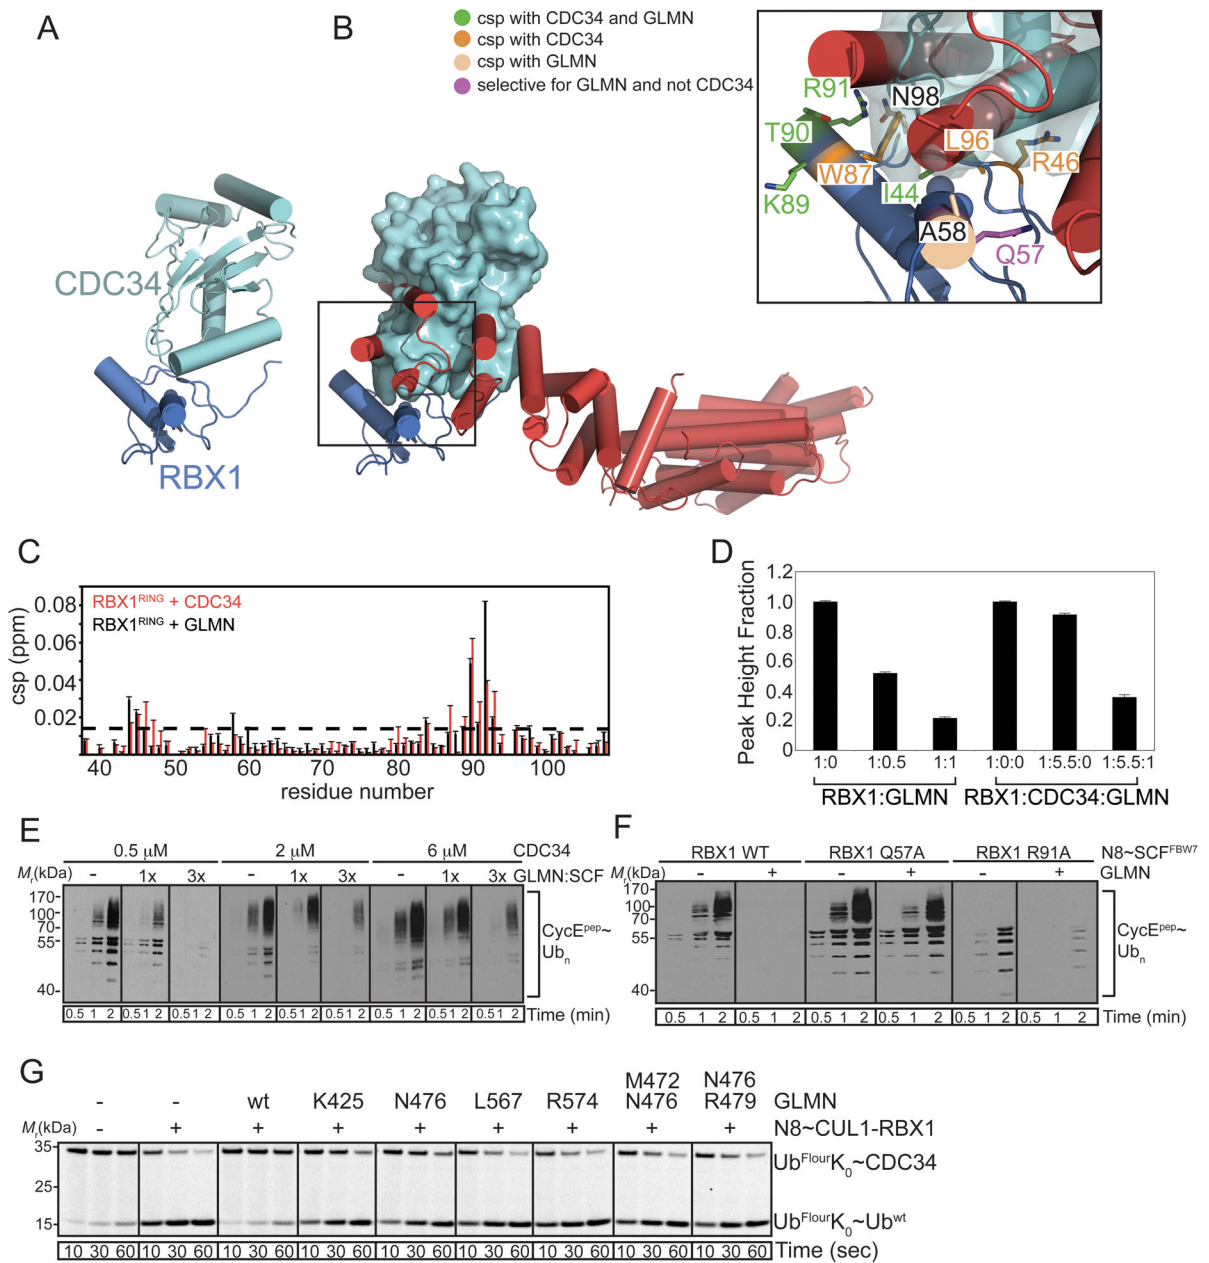 A
B
csp with CDC34 and GLMN
csp with CDC34
csp with GLMN
selective for GLMN and not CDC34
R91
N98
T90
L96
W87
R46
K89
I44
A58
Q57
CDC34
RBX1
C
RBX1RING + CDC34
RBX1RING + GLMN
csp (ppm)
0.08
0.06
0.04
0.02
40 50 60 70 80 90 100
residue number
D
Peak Height Fraction
1.2
1.0
0.8
0.6
0.4
0.2
0
1:0 1:0.5 1:1 1:0:0 1:5.5:0 1:5.5:1
RBX1:GLMN RBX1:CDC34:GLMN
E
0.5 µM 2 µM 6 µM CDC34
Mr(kDa) - 1x 3x - 1x 3x - 1x 3x GLMN:SCF
170-
100-
70-
55-
40-
CycEpep~
Ubn
0.5 1 2 0.5 1 2 0.5 1 2 0.5 1 2 0.5 1 2 0.5 1 2 0.5 1 2 0.5 1 2 0.5 1 2 Time (min)
F
RBX1 WT RBX1 Q57A RBX1 R91A N8~SCFFBW7
Mr(kDa) - + - + - + GLMN
170-
100-
70-
55-
40-
CycEpep~
Ubn
0.5 1 2 0.5 1 2 0.5 1 2 0.5 1 2 0.5 1 2 0.5 1 2 Time (min)
G
M472 N476
- - wt K425 N476 L567 R574 N476 R479 GLMN
Mr(kDa) - + + + + + + + + N8~CUL1-RBX1
35-
25-
15-
UbFlourK0~CDC34
UbFlourK0~Ubwt
10 30 60 10 30 60 10 30 60 10 30 60 10 30 60 10 30 60 10 30 60 10 30 60 10 30 60 Time (sec)